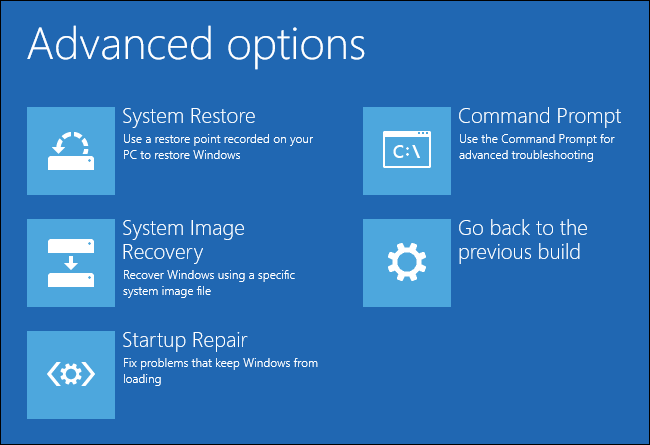 Advanced options
System Restore
Use a restore point recorded on your
PC to restore Windows
System Image
Recovery
Recover Windows using a specific
system image file
Startup Repair
Fix problems that keep Windows from
loading
C:\
Command Prompt
Use the Command Prompt for
advanced troubleshooting
Go back to the
previous build